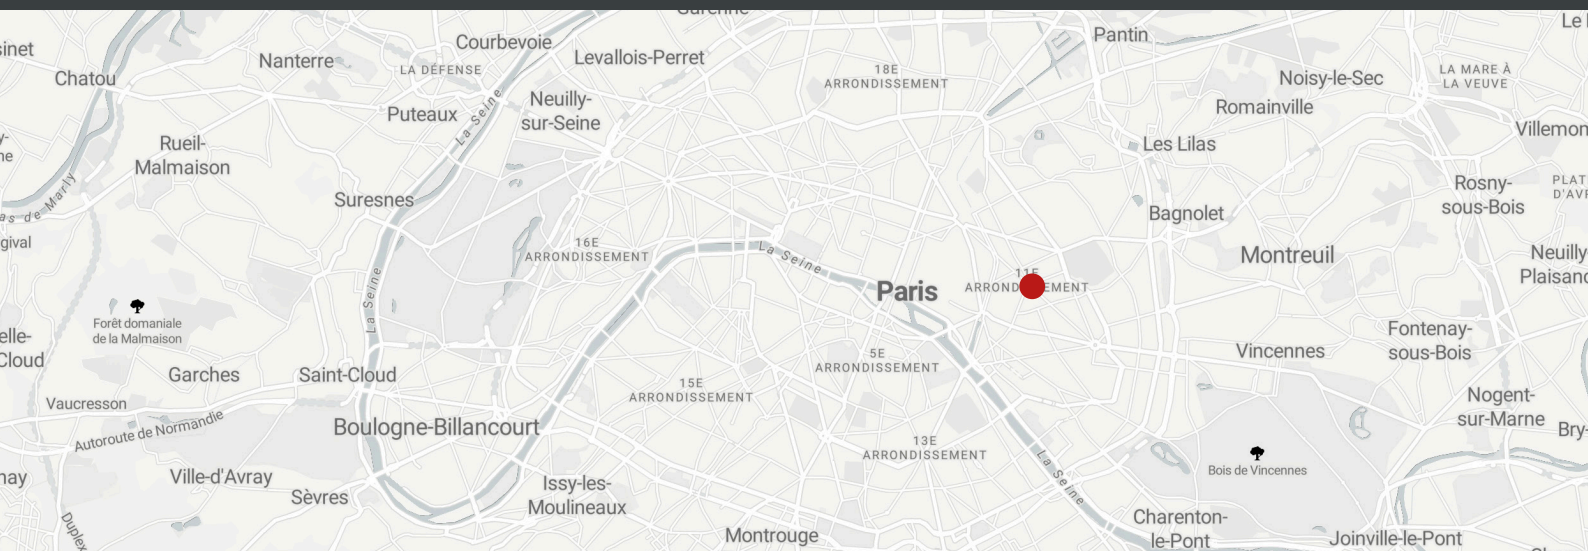 Courbevoie
Levallois-Perret
Pantin
Nanterre
LA DÉFENSE
Chatou
18E
ARRONDISSEMENT
Noisy-le-Sec
LA MARE À
LA VEUVE
Puteaux
Neuilly-
sur-Seine
La Seine
Romainville
Rueil-
Malmaison
Les Lilas
Suresnes
Rosny-
sous-Bois
Bagnolet
de Marly
16E
ARRONDISSEMENT
La Seine
Montreuil
Neuilly-
Paris
La Seine
Forêt domaniale
de la Malmaison
Fontenay-
sous-Bois
Vincennes
5E
ARRONDISSEMENT
Garches
Saint-Cloud
15E
ARRONDISSEMENT
Vaucresson
Autoroute de Normandie
Nogent-
sur-Marne
Boulogne-Billancourt
13E
ARRONDISSEMENT
Bois de Vincennes
La Seine
Ville-d'Avray
Sèvres
Issy-les-
Moulineaux
Montrouge
Charenton-
le-Pont
Joinville-le-Pont